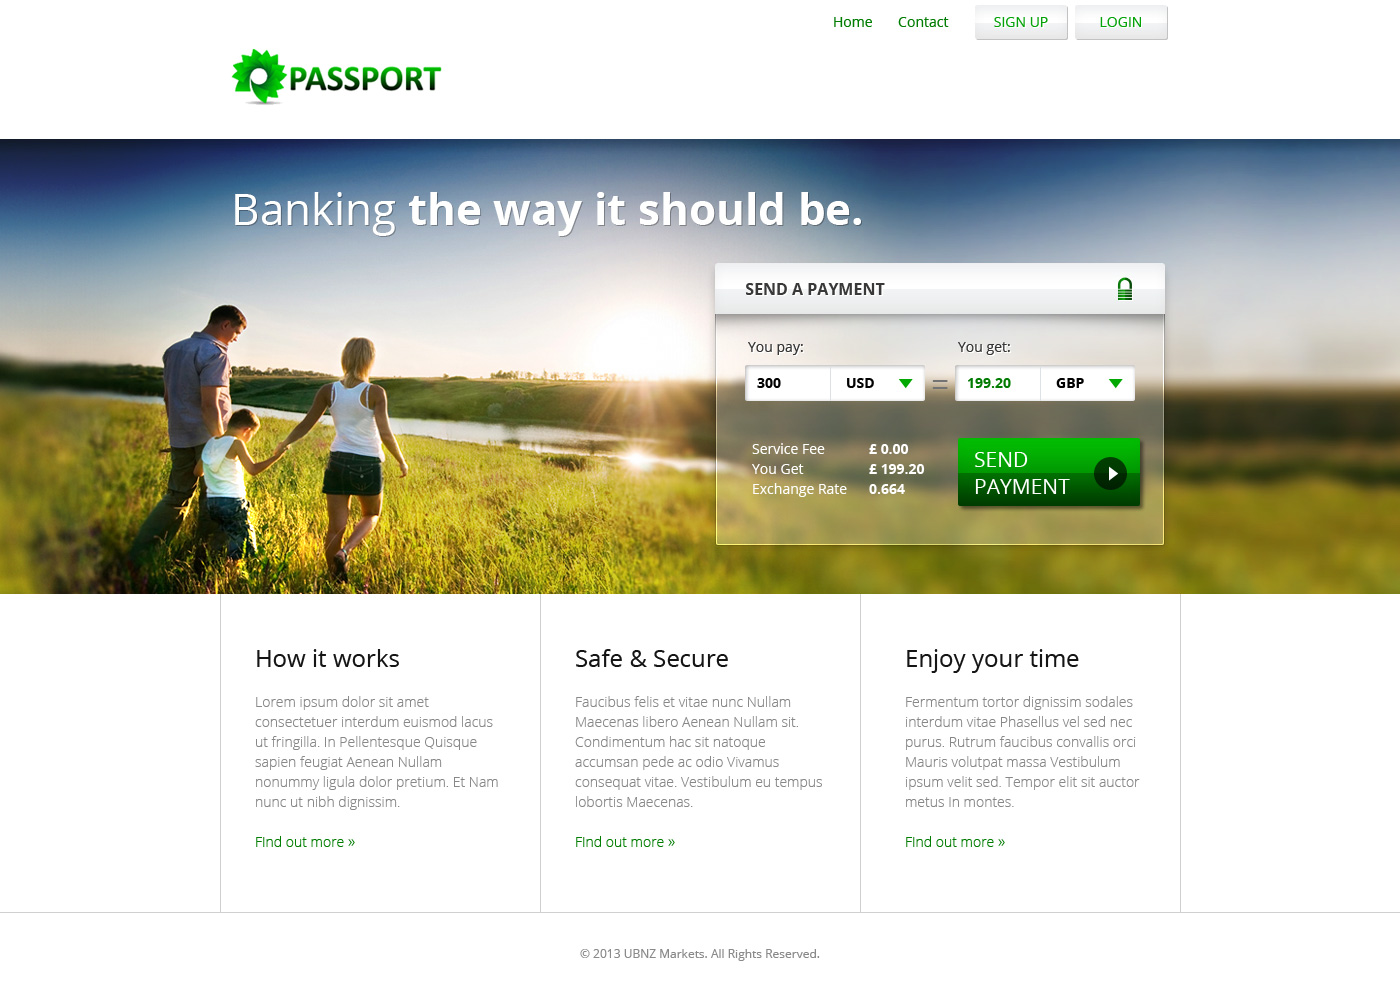 Home
Contact
SIGN UP
LOGIN
PASSPORT
Banking the way it should be.
SEND A PAYMENT
You pay:
You get:
300
USD
=
199.20
GBP
Service Fee £ 0.00
You Get £ 199.20
Exchange Rate 0.664
SEND
PAYMENT
How it works
Lorem ipsum dolor sit amet
consectetuer interdum euismod lacus
ut fringilla. In Pellentesque Quisque
sapien feugiat Aenean Nullam
nonummy ligula dolor pretium. Et Nam
nunc ut nibh dignissim.
FInd out more »
Safe & Secure
Faucibus felis et vitae nunc Nullam
Maecenas libero Aenean Nullam sit.
Condimentum hac sit natoque
accumsan pede ac odio Vivamus
consequat vitae. Vestibulum eu tempus
lobortis Maecenas.
FInd out more »
Enjoy your time
Fermentum tortor dignissim sodales
interdum vitae Phasellus vel sed nec
purus. Rutrum faucibus convallis orci
Mauris volutpat massa Vestibulum
ipsum velit sed. Tempor elit sit auctor
metus In montes.
FInd out more »
© 2013 UBNZ Markets. All Rights Reserved.